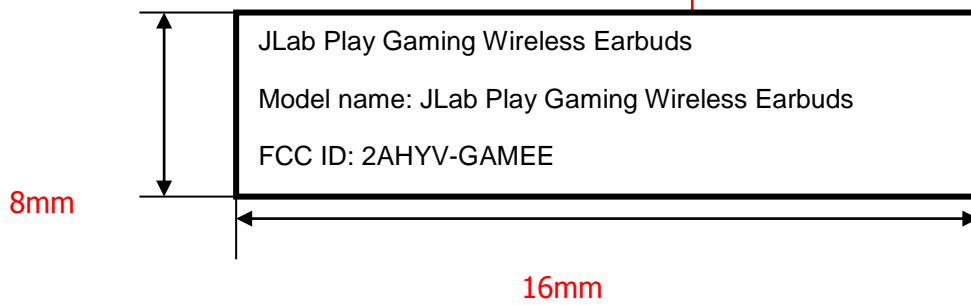 JLab Play Gaming Wireless Earbuds
Model name: JLab Play Gaming Wireless Earbuds
FCC ID: 2AHYV-GAMEE
8mm
16mm